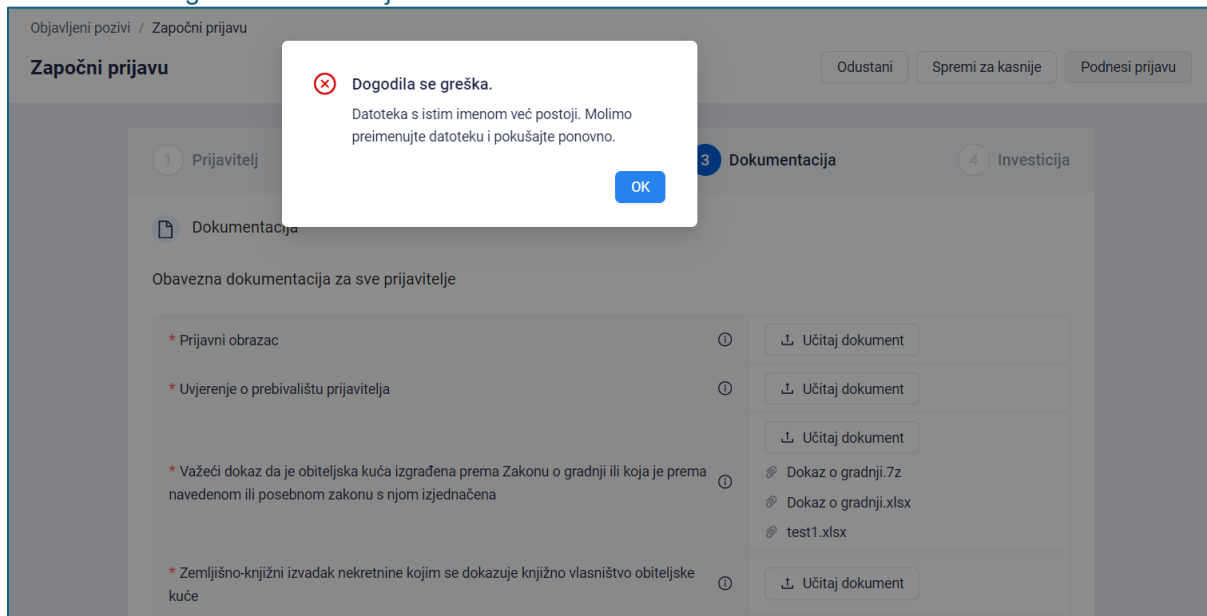 Objavljeni pozivi / Započni prijavu
Započni prijavu
Odustani
Spremi za kasnije
Podnesi prijavu
Dogodila se greška.
Datoteka s istim imenom već postoji. Molimo
preimenujte datoteku i pokušajte ponovno.
OK
1 Prijavitelj
3 Dokumentacija
4 Investicija
Dokumentacija
Obavezna dokumentacija za sve prijavitelje
* Prijavni obrazac
Učitaj dokument
* Uvjerenje o prebivalištu prijavitelja
Učitaj dokument
* Važeći dokaz da je obiteljska kuća izgrađena prema Zakonu o gradnji ili koja je prema
navedenom ili posebnom zakonu s njom izjednačena
Učitaj dokument
Dokaz o gradnji.7z
Dokaz o gradnji.xlsx
test1.xlsx
* Zemljišno-knjižni izvadak nekretnine kojim se dokazuje knjižno vlasništvo obiteljske
kuće
Učitaj dokument